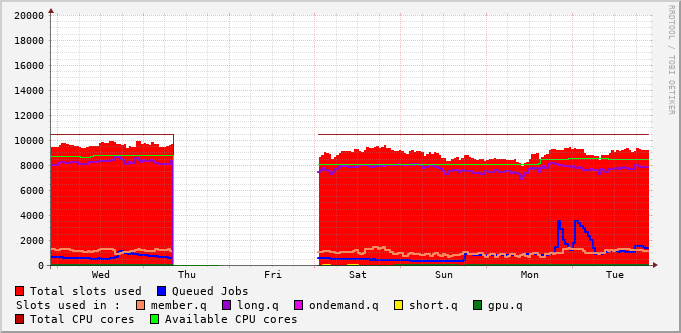 20000
18000
16000
14000
12000
10000
8000
6000
4000
2000
0
Wed Thu Fri Sat Sun Mon Tue
Total slots used Queued Jobs
Slots used in : member.q long.q ondemand.q short.q gpu.q
Total CPU cores Available CPU cores
RRDTOOL / TOBI OETIKER